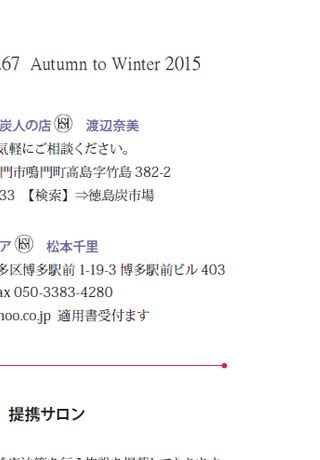 .67 Autumn to Winter 2015
炭人の店 渡辺奈美
気軽にご相談ください。
門市鳴門町高島字竹島 382-2
33 【検索】⇒徳島炭市場
ア 松本千里
多区博多駅前 1-19-3 博多駅前ビル 403
ax 050-3383-4280
hoo.co.jp 適用書受付ます
提携サロン